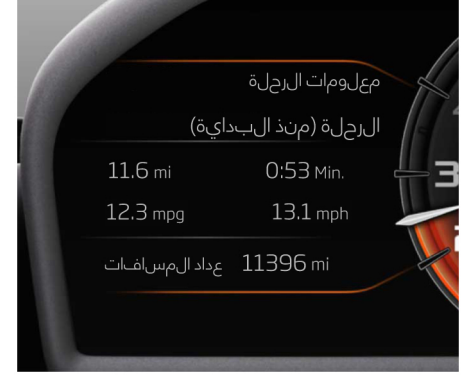 معلومات الرحلة
الرحلة (منذ البداية)
11.6 mi 0:53 Min.
12.3 mpg 13.1 mph
عداد المسافات 11396 mi
3